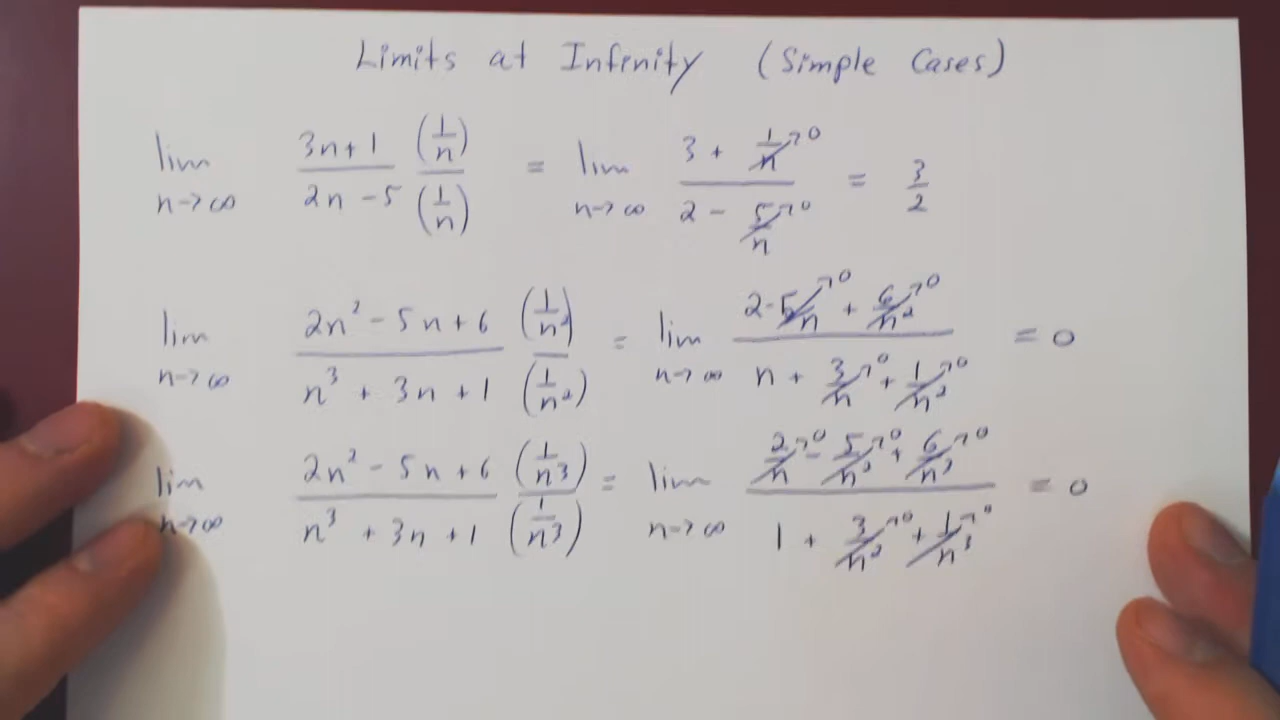 Limits at Infinity (Simple Cases)
lim n→∞ (3n+1)/(2n-5) (1/n)/(1/n) = lim n→∞ (3 + 1/n→0)/(2 - 5/n→0) = 3/2
lim n→∞ (2n²-5n+6)/(n³+3n+1) (1/n²)/(1/n²) = lim n→∞ (2-5/n→0 + 6/n²→0)/(n + 3/n→0 + 1/n²→0) = 0
lim n→∞ (2n²-5n+6)/(n³+3n+1) (1/n³)/(1/n³) = lim n→∞ (2/n→0 - 5/n²→0 + 6/n³→0)/(1 + 3/n²→0 + 1/n³→0) = 0